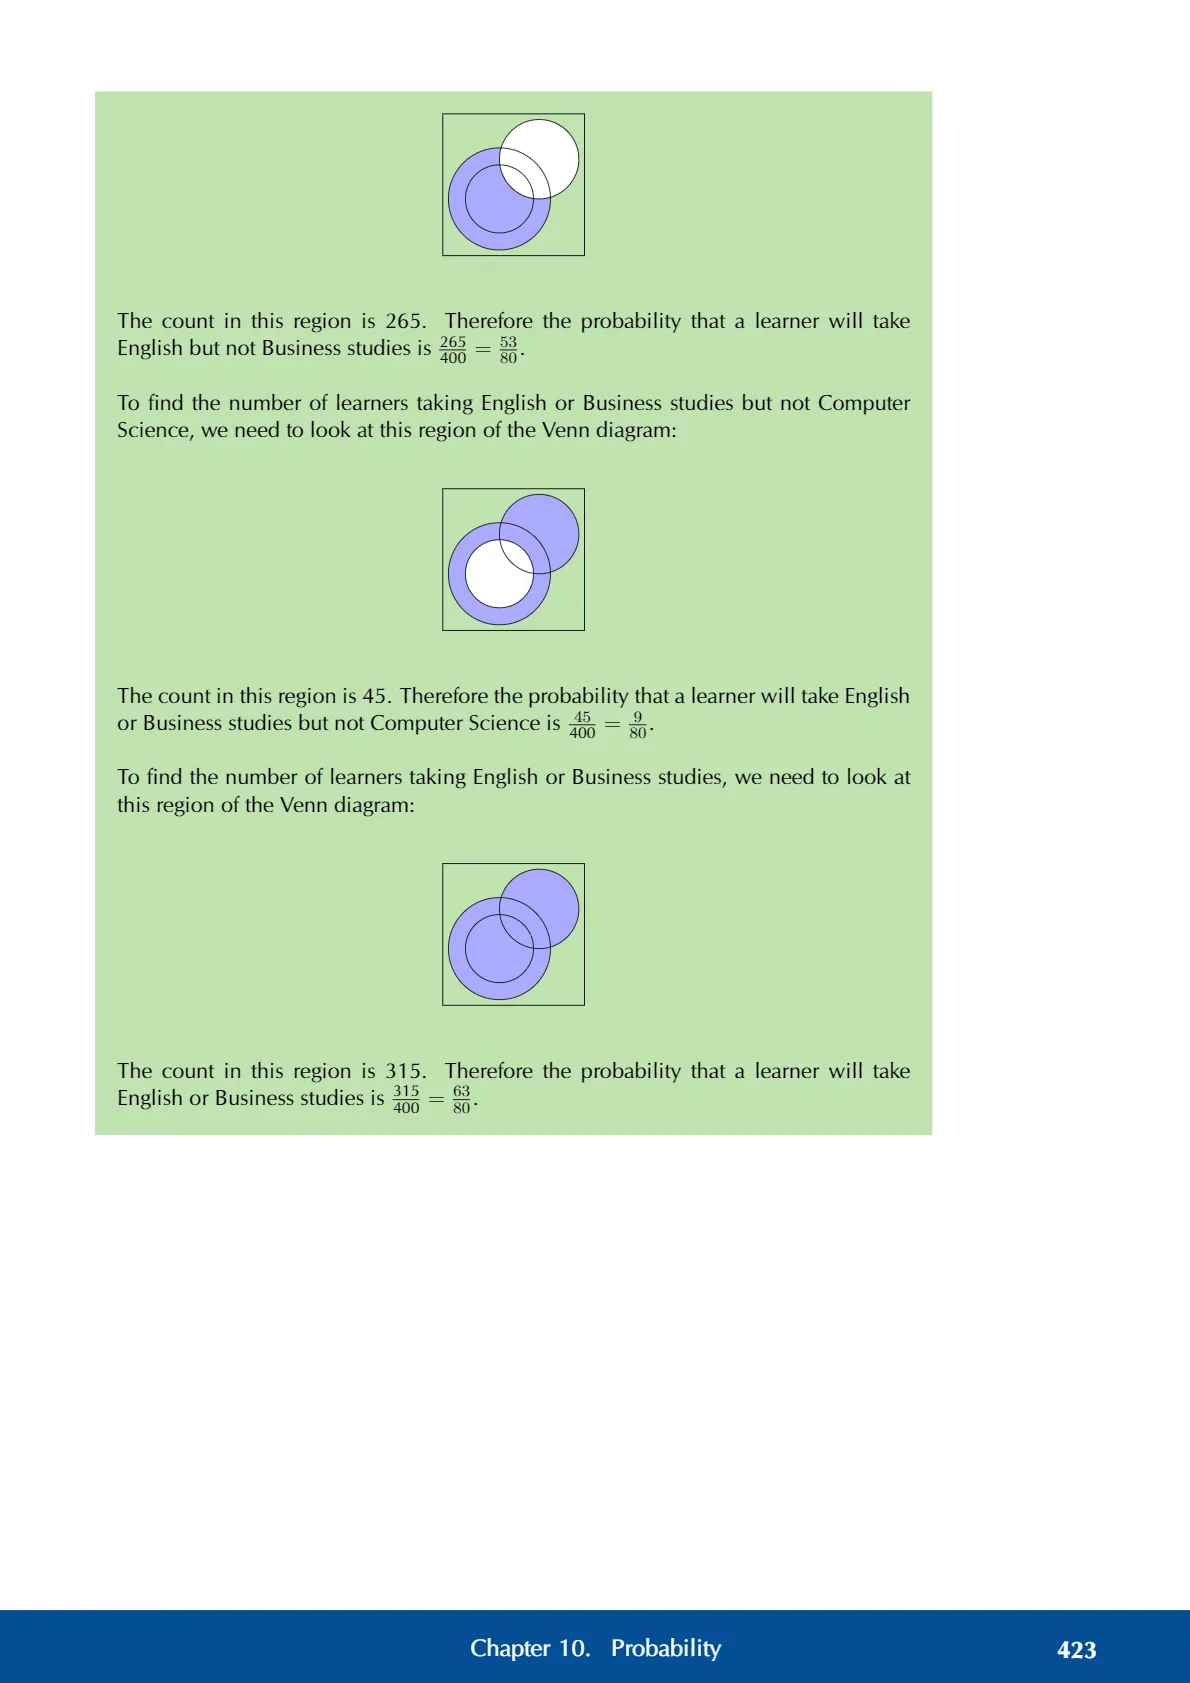 The count in this region is 265. Therefore the probability that a learner will take
English but not Business studies is 265/400 = 53/80.
To find the number of learners taking English or Business studies but not Computer
Science, we need to look at this region of the Venn diagram:
The count in this region is 45. Therefore the probability that a learner will take English
or Business studies but not Computer Science is 45/400 = 9/80.
To find the number of learners taking English or Business studies, we need to look at
this region of the Venn diagram:
The count in this region is 315. Therefore the probability that a learner will take
English or Business studies is 315/400 = 63/80.
Chapter 10. Probability 423